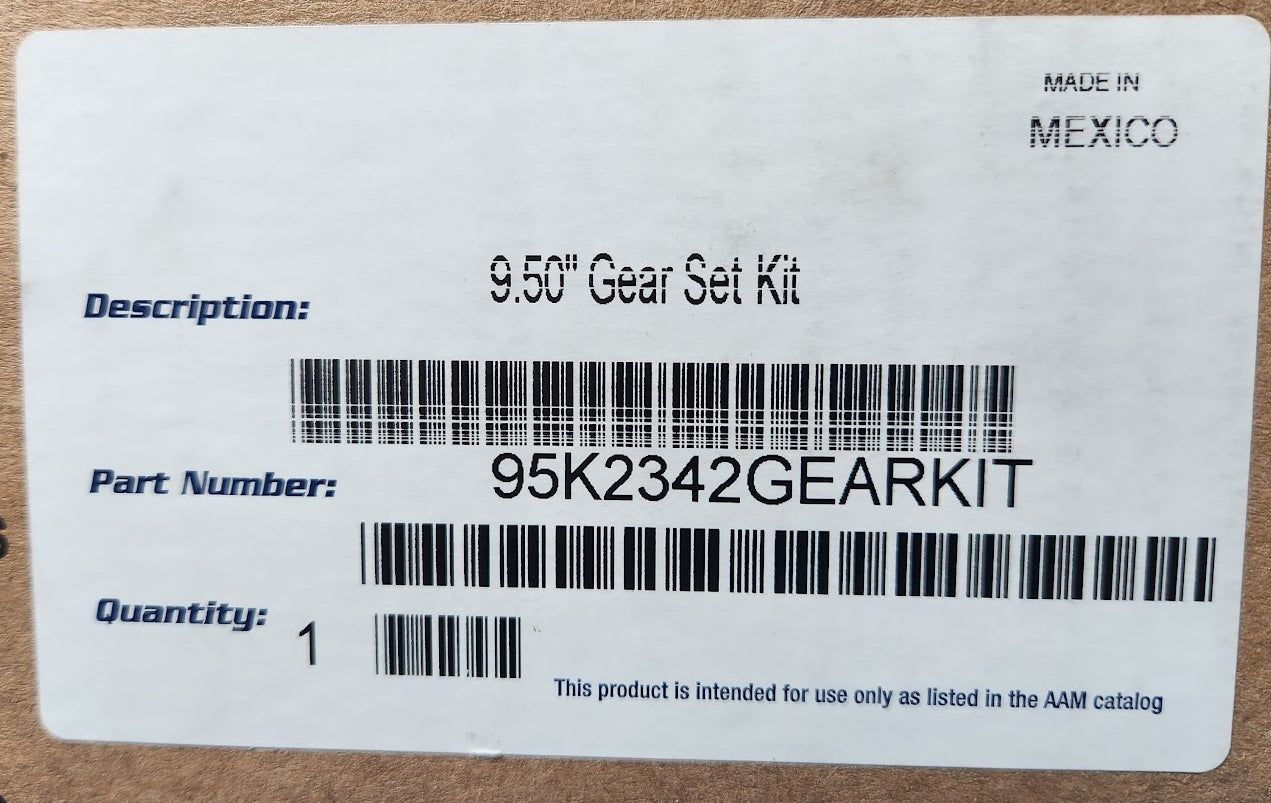 MADE IN
MEXICO
Description: 9.50" Gear Set Kit
Part Number: 95K2342GEARKIT
Quantity: 1
This product is intended for use only as listed in the AAM catalog